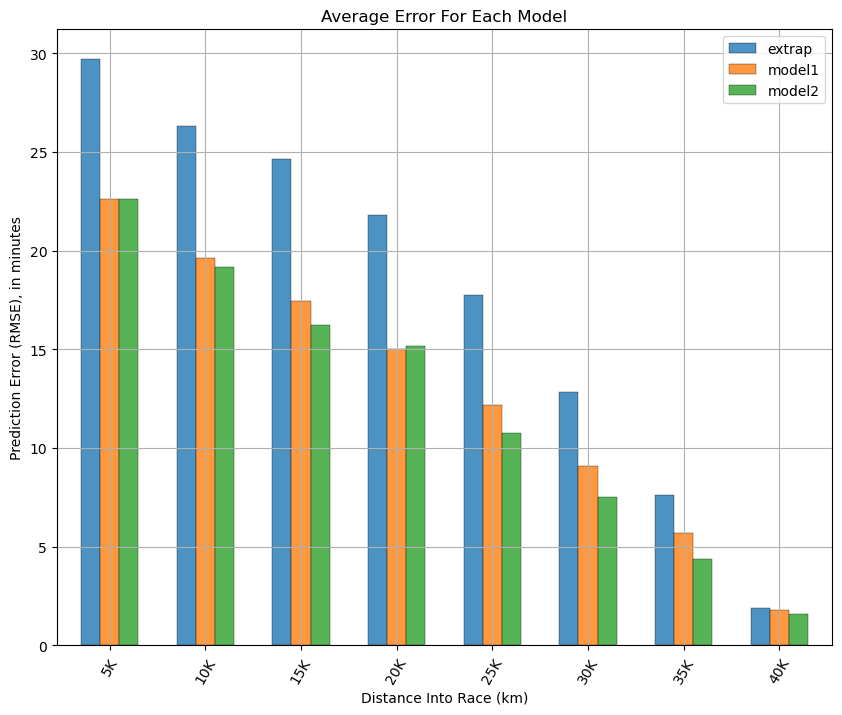 Average Error For Each Model
extrap
model1
model2
Prediction Error (RMSE), in minutes
30
25
20
15
10
5
0
5K
10K
15K
20K
25K
30K
35K
40K
Distance Into Race (km)